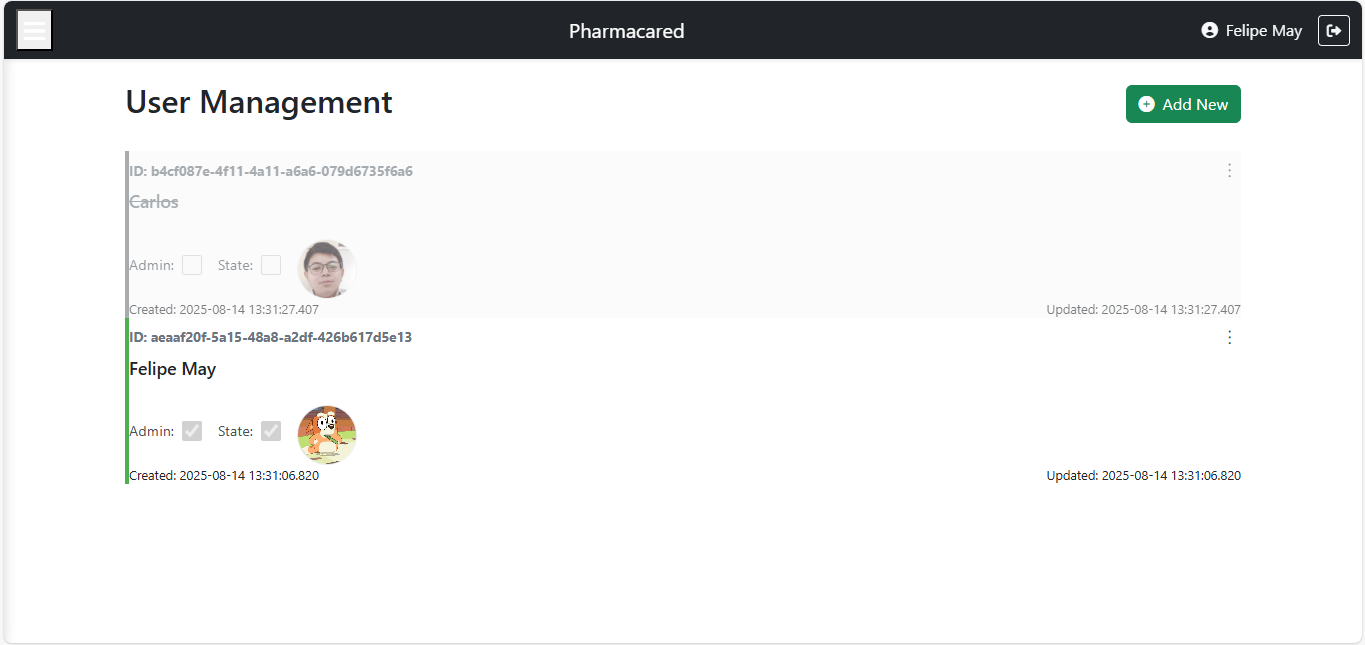 Pharmacared
Felipe May
User Management
Add New
ID: b4cf087e-4f11-4a11-a6a6-079d6735f6a6
Carlos
Admin: State:
Created: 2025-08-14 13:31:27.407 Updated: 2025-08-14 13:31:27.407
ID: aeaaf20f-5a15-48a8-a2df-426b617d5e13
Felipe May
Admin: State:
Created: 2025-08-14 13:31:06.820 Updated: 2025-08-14 13:31:06.820